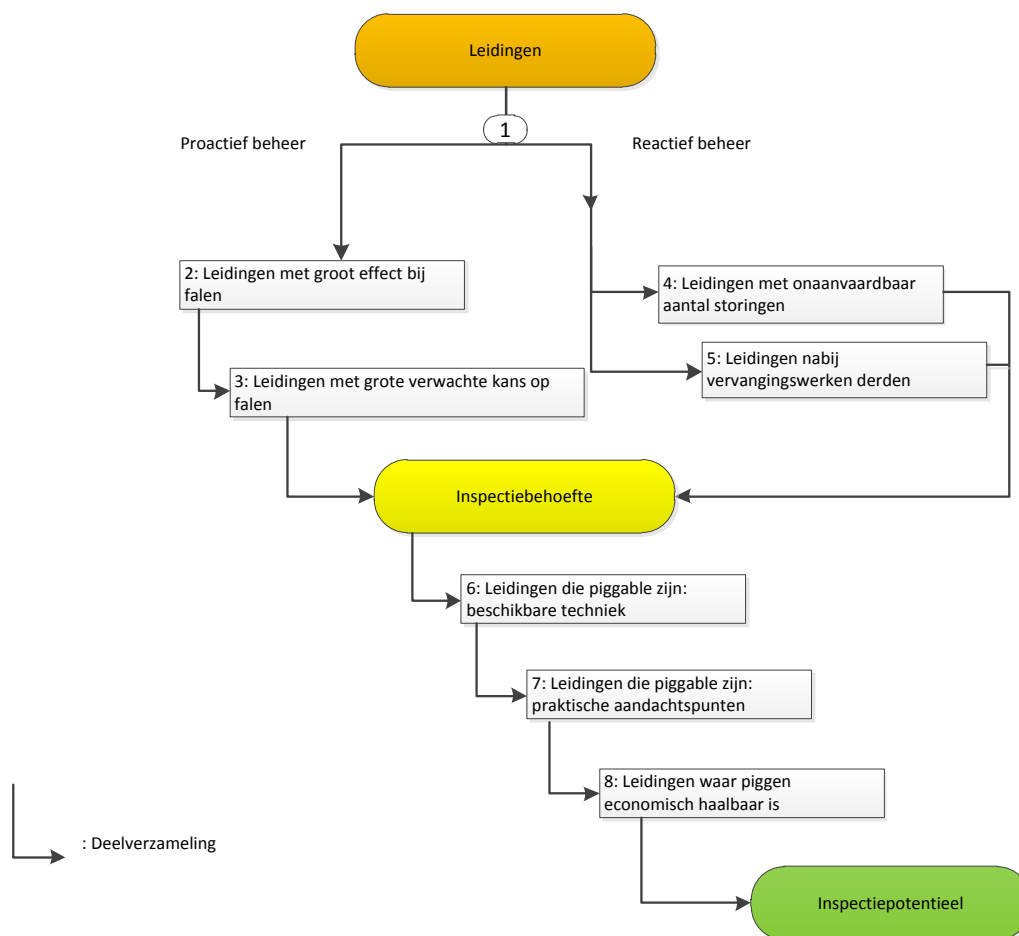 Leidingen
1
Proactief beheer
Reactief beheer
2: Leidingen met groot effect bij
falen
4: Leidingen met onaanvaardbaar
aantal storingen
5: Leidingen nabij
vervangingswerken derden
3: Leidingen met grote verwachte kans op
falen
Inspectiebehoefte
6: Leidingen die piggable zijn:
beschikbare techniek
7: Leidingen die piggable zijn:
praktische aandachtspunten
8: Leidingen waar piggen
economisch haalbaar is
: Deelverzameling
Inspectiepotentieel